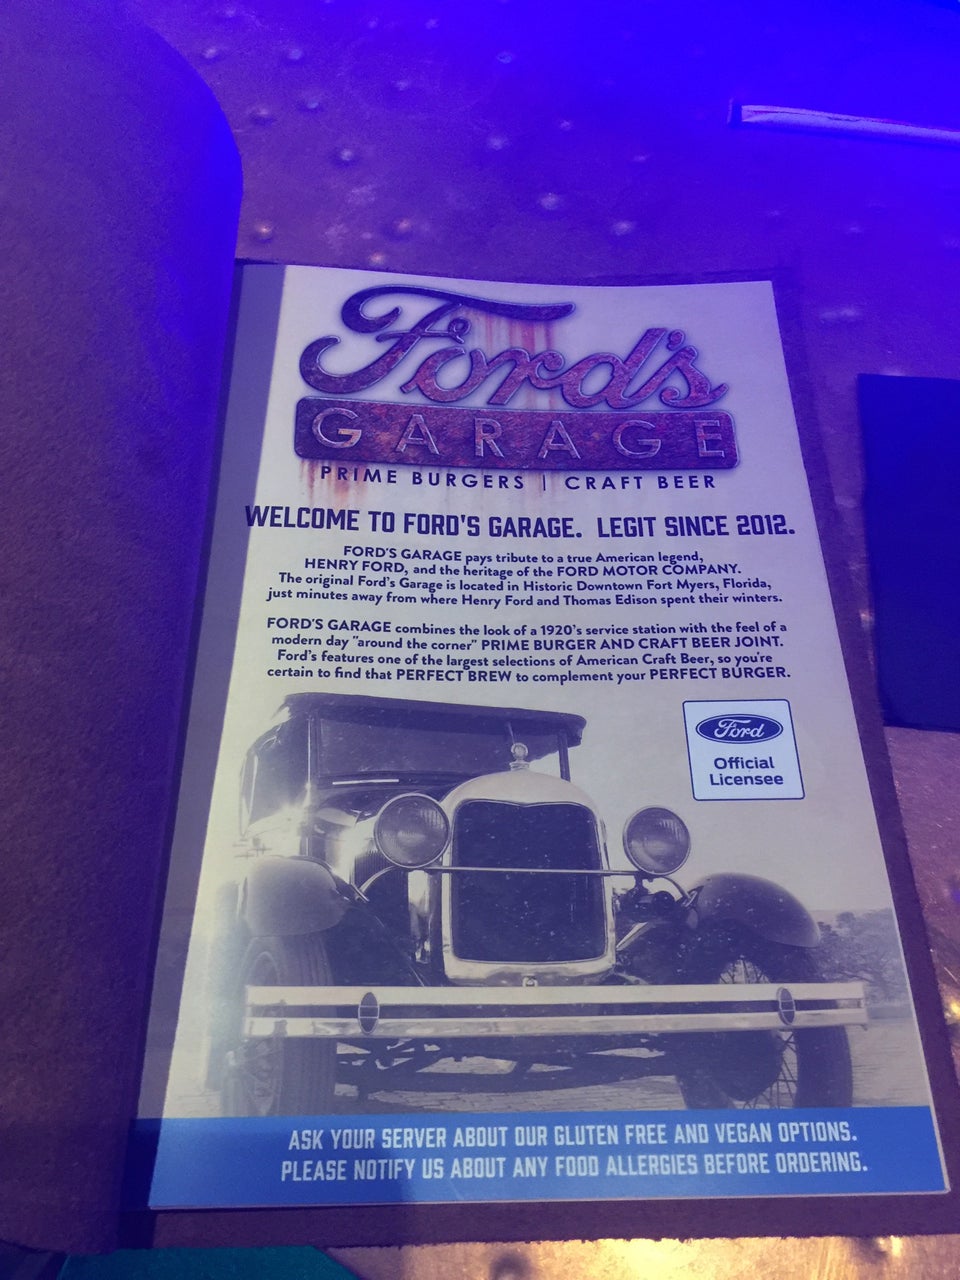 Ford's
GARAGE
PRIME BURGERS | CRAFT BEER
WELCOME TO FORD'S GARAGE. LEGIT SINCE 2012.
FORD'S GARAGE pays tribute to a true American legend,
HENRY FORD, and the heritage of the FORD MOTOR COMPANY.
The original Ford's Garage is located in Historic Downtown Fort Myers, Florida,
just minutes away from where Henry Ford and Thomas Edison spent their winters.
FORD'S GARAGE combines the look of a 1920's service station with the feel of a
modern day "around the corner" PRIME BURGER AND CRAFT BEER JOINT.
Ford's features one of the largest selections of American Craft Beer, so you're
certain to find that PERFECT BREW to complement your PERFECT BURGER.
Ford
Official
Licensee
ASK YOUR SERVER ABOUT OUR GLUTEN FREE AND VEGAN OPTIONS.
PLEASE NOTIFY US ABOUT ANY FOOD ALLERGIES BEFORE ORDERING.